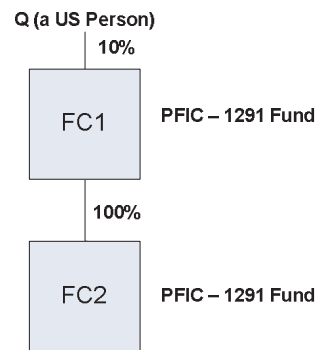 Q (a US Person)
10%
FC1
PFIC – 1291 Fund
100%
FC2
PFIC – 1291 Fund